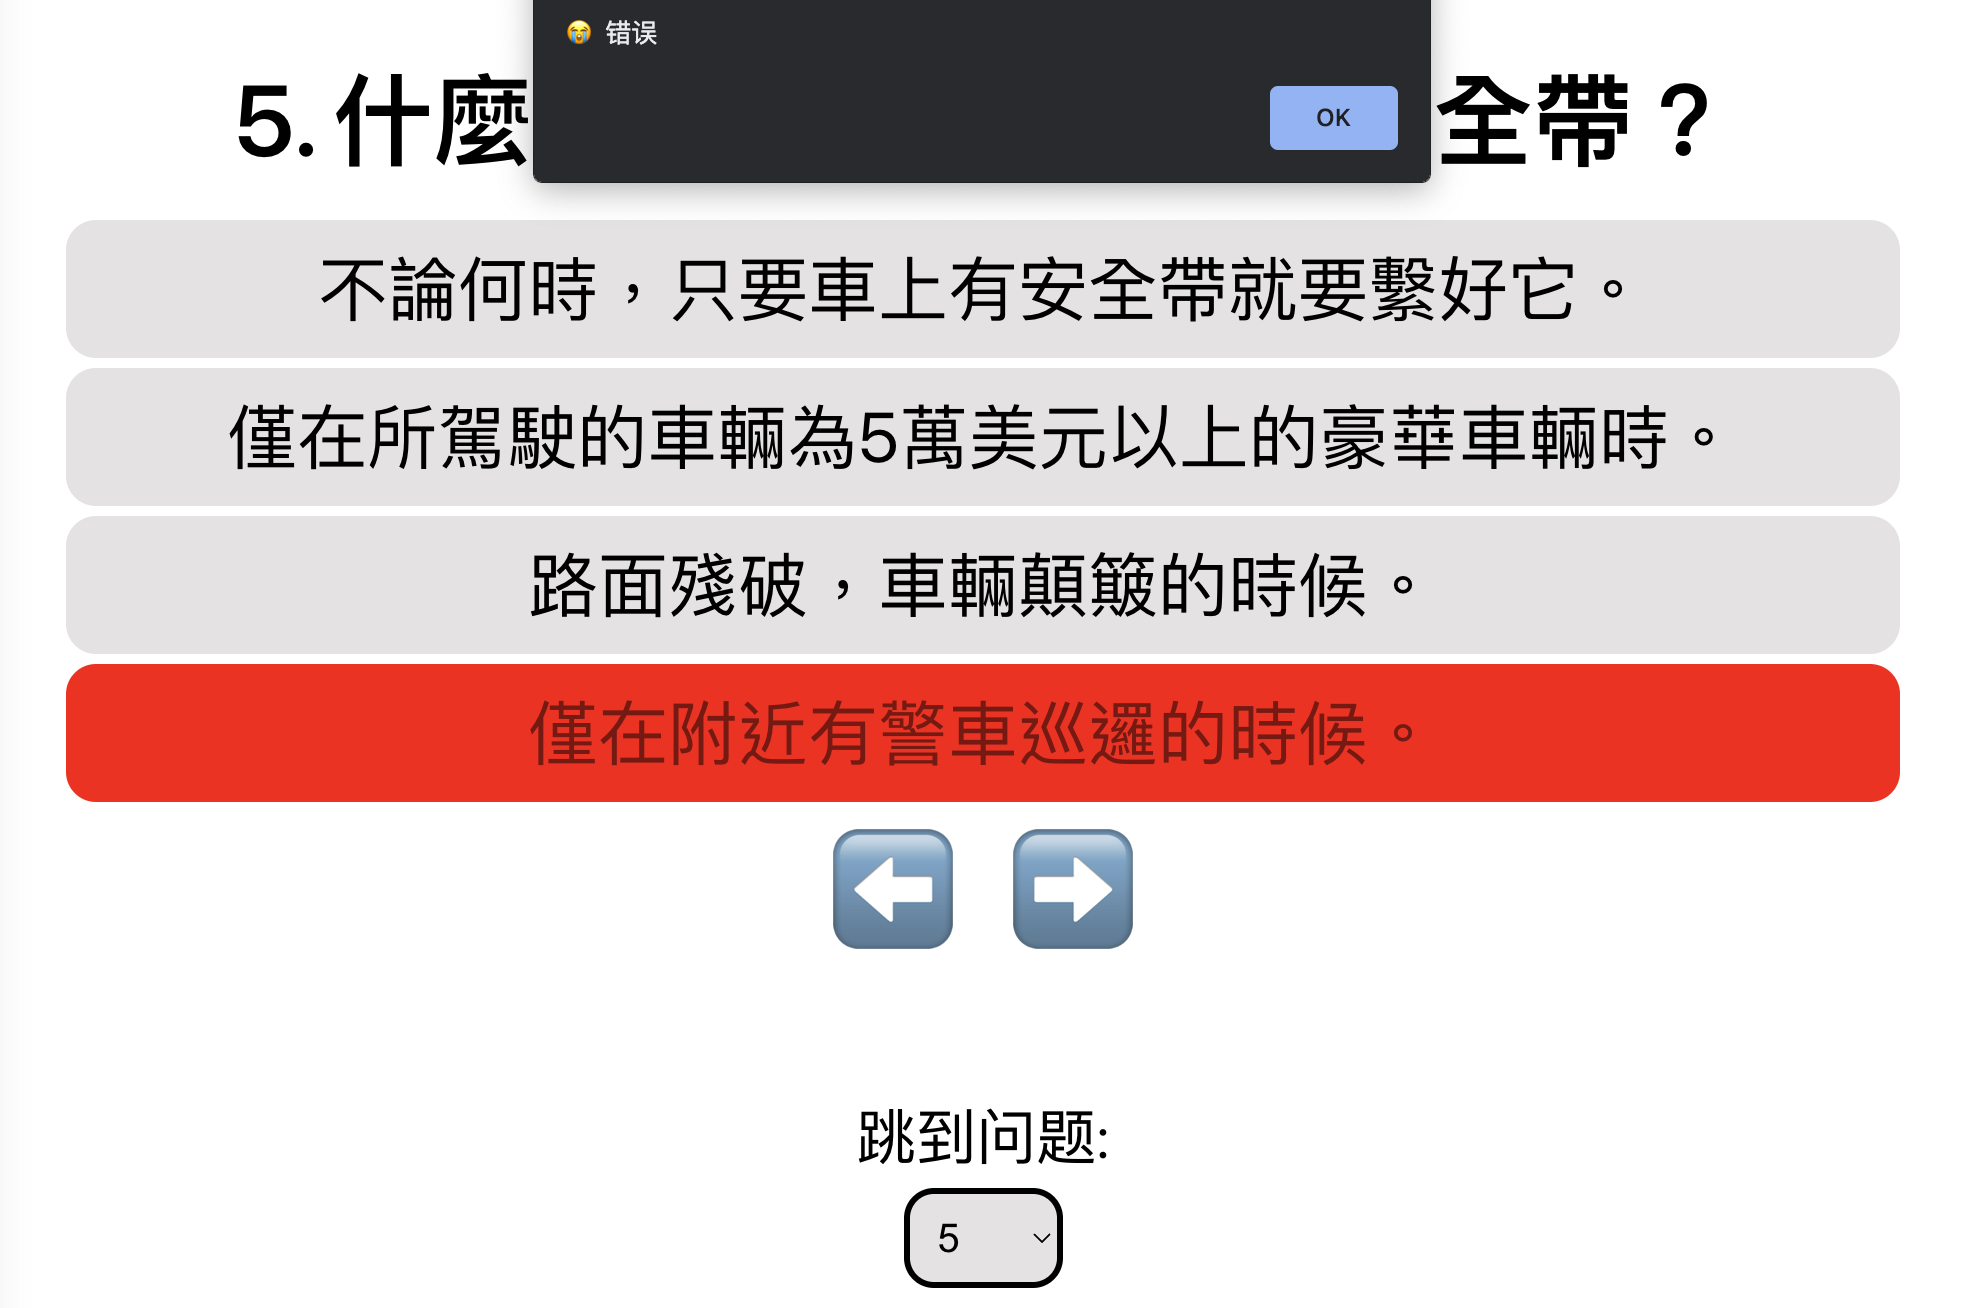 😭 错误
OK
5. 什麼 全帶？
不論何時，只要車上有安全帶就要繫好它。
僅在所駕駛的車輛為5萬美元以上的豪華車輛時。
路面殘破，車輛顛簸的時候。
僅在附近有警車巡邏的時候。
跳到问题:
5